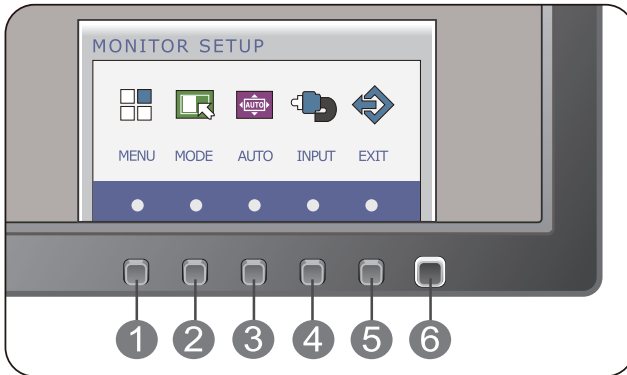 MONITOR SETUP
MENU MODE AUTO INPUT EXIT
AUTO
1 2 3 4 5 6